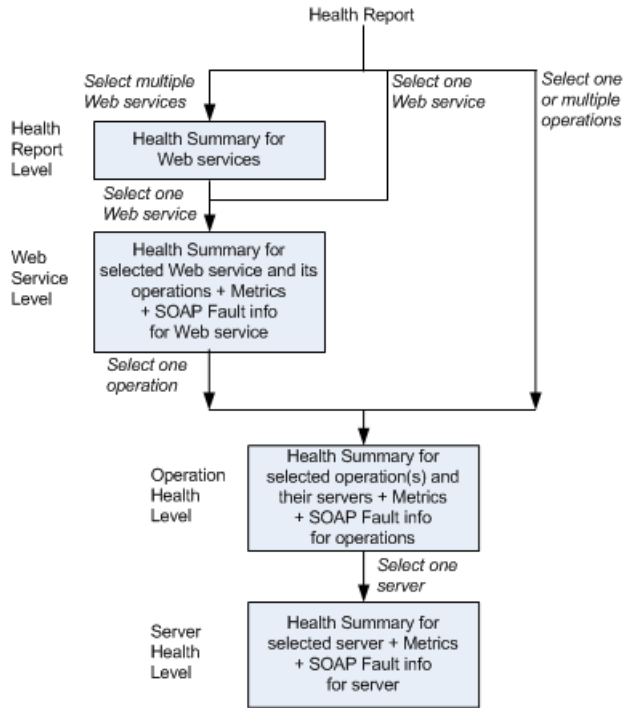 Health Report
Select multiple
Web services
Select one
Web service
Select one
or multiple
operations
Health
Report
Level
Health Summary for
Web services
Select one
Web service
Web
Service
Level
Health Summary for
selected Web service and its
operations + Metrics
+ SOAP Fault info
for Web service
Select one
operation
Operation
Health
Level
Health Summary for
selected operation(s) and
their servers + Metrics
+ SOAP Fault info
for operations
Select one
server
Server
Health
Level
Health Summary for
selected server + Metrics
+ SOAP Fault info
for server